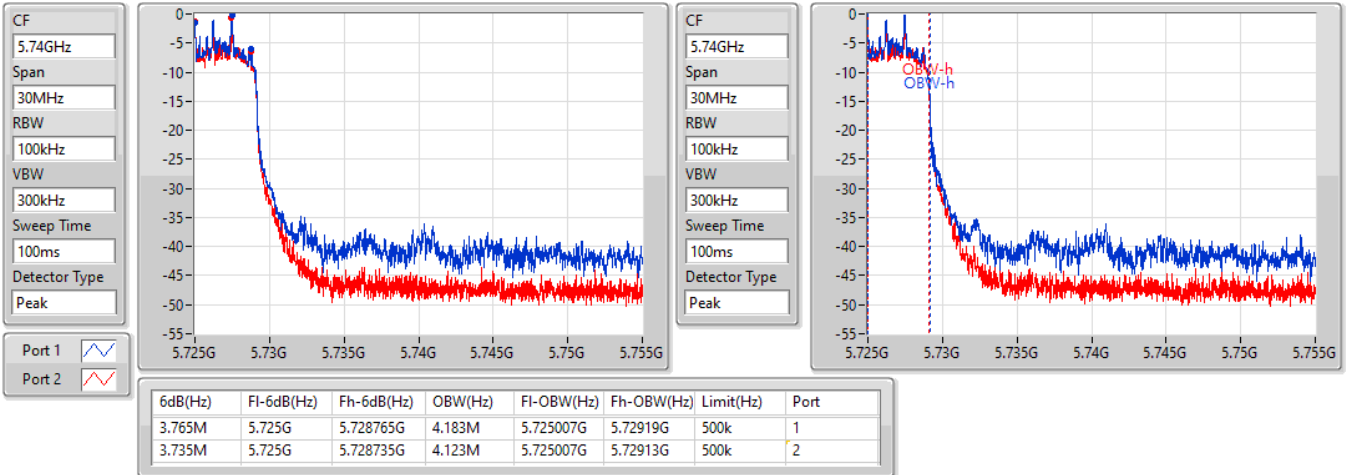 CF
5.74GHz
Span
30MHz
RBW
100kHz
VBW
300kHz
Sweep Time
100ms
Detector Type
Peak
Port 1
Port 2
0-
-5-
-10-
-15-
-20-
-25-
-30-
-35-
-40-
-45-
-50-
-55-
5.725G 5.73G 5.735G 5.74G 5.745G 5.75G 5.755G
CF
5.74GHz
Span
30MHz
RBW
100kHz
VBW
300kHz
Sweep Time
100ms
Detector Type
Peak
0-
-5-
-10-
-15-
-20-
-25-
-30-
-35-
-40-
-45-
-50-
-55-
OBW-h
OBW-h
5.725G 5.73G 5.735G 5.74G 5.745G 5.75G 5.755G
6dB(Hz) Fl-6dB(Hz) Fh-6dB(Hz) OBW(Hz) Fl-OBW(Hz) Fh-OBW(Hz) Limit(Hz) Port
3.765M 5.725G 5.728765G 4.183M 5.725007G 5.72919G 500k 1
3.735M 5.725G 5.728735G 4.123M 5.725007G 5.72913G 500k 2